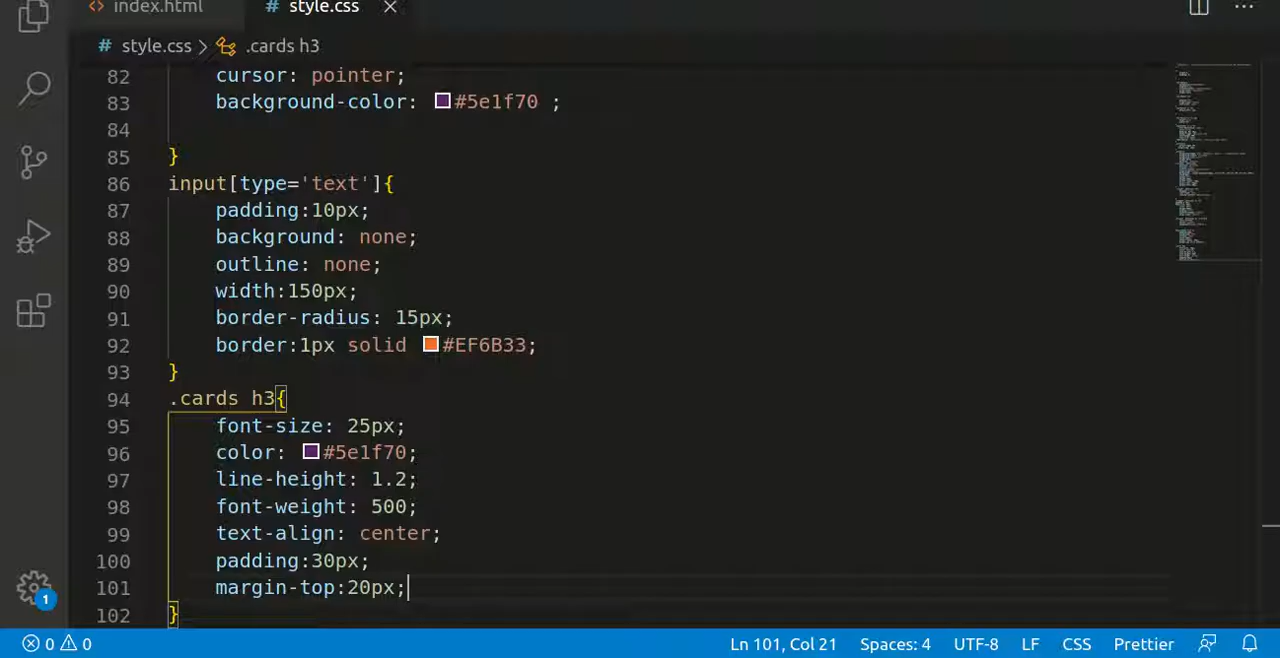 index.html
# style.css
# style.css > .cards h3
82 cursor: pointer;
83 background-color: #5e1f70 ;
84
85 }
86 input[type='text']{
87 padding:10px;
88 background: none;
89 outline: none;
90 width:150px;
91 border-radius: 15px;
92 border:1px solid #EF6B33;
93 }
94 .cards h3{
95 font-size: 25px;
96 color: #5e1f70;
97 line-height: 1.2;
98 font-weight: 500;
99 text-align: center;
100 padding:30px;
101 margin-top:20px;
102 }
1
0 0 Ln 101, Col 21 Spaces: 4 UTF-8 LF CSS Prettier